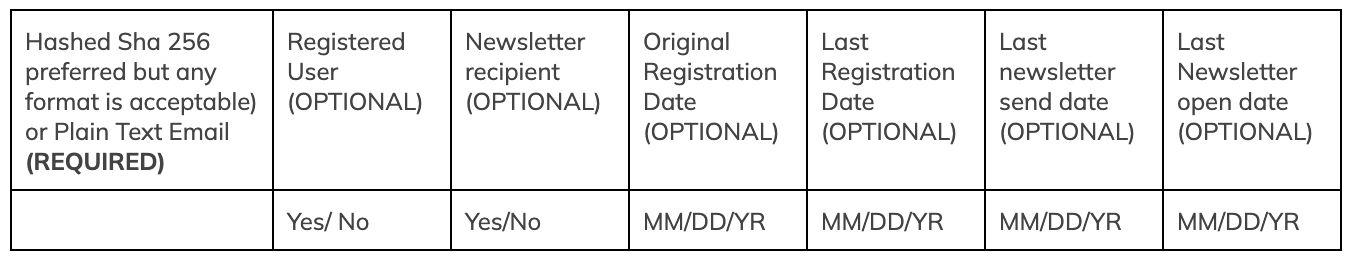 Hashed Sha 256
preferred but any
format is acceptable)
or Plain Text Email
(REQUIRED)
Registered
User
(OPTIONAL)
Newsletter
recipient
(OPTIONAL)
Original
Registration
Date
(OPTIONAL)
Last
Registration
Date
(OPTIONAL)
Last
newsletter
send date
(OPTIONAL)
Last
Newsletter
open date
(OPTIONAL)
Yes/ No
Yes/No
MM/DD/YR
MM/DD/YR
MM/DD/YR
MM/DD/YR